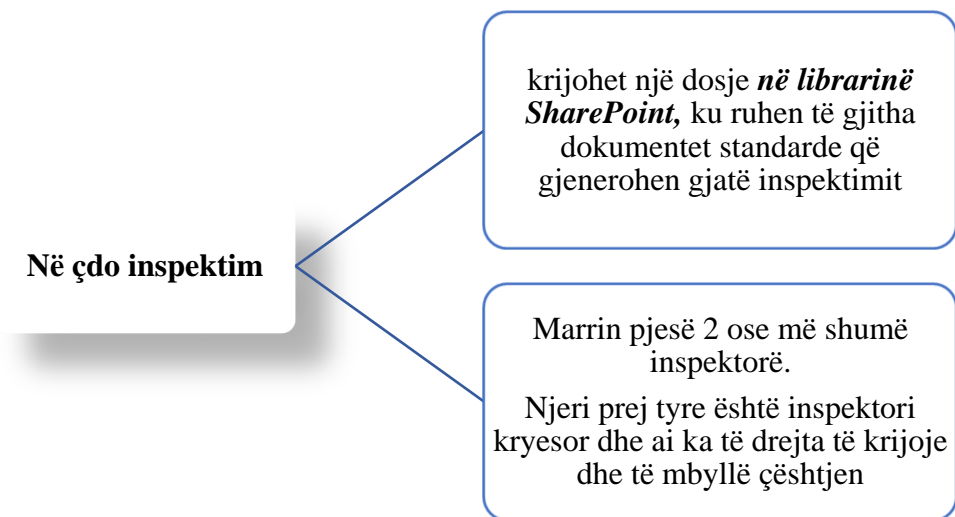 Në çdo inspektim
krijohet një dosje në librarinë
SharePoint, ku ruhen të gjitha
dokumentet standarde që
gjenerohen gjatë inspektimit
Marrin pjesë 2 ose më shumë
inspektorë.
Njeri prej tyre është inspektori
kryesor dhe ai ka të drejta të krijoje
dhe të mbyllë çështjen